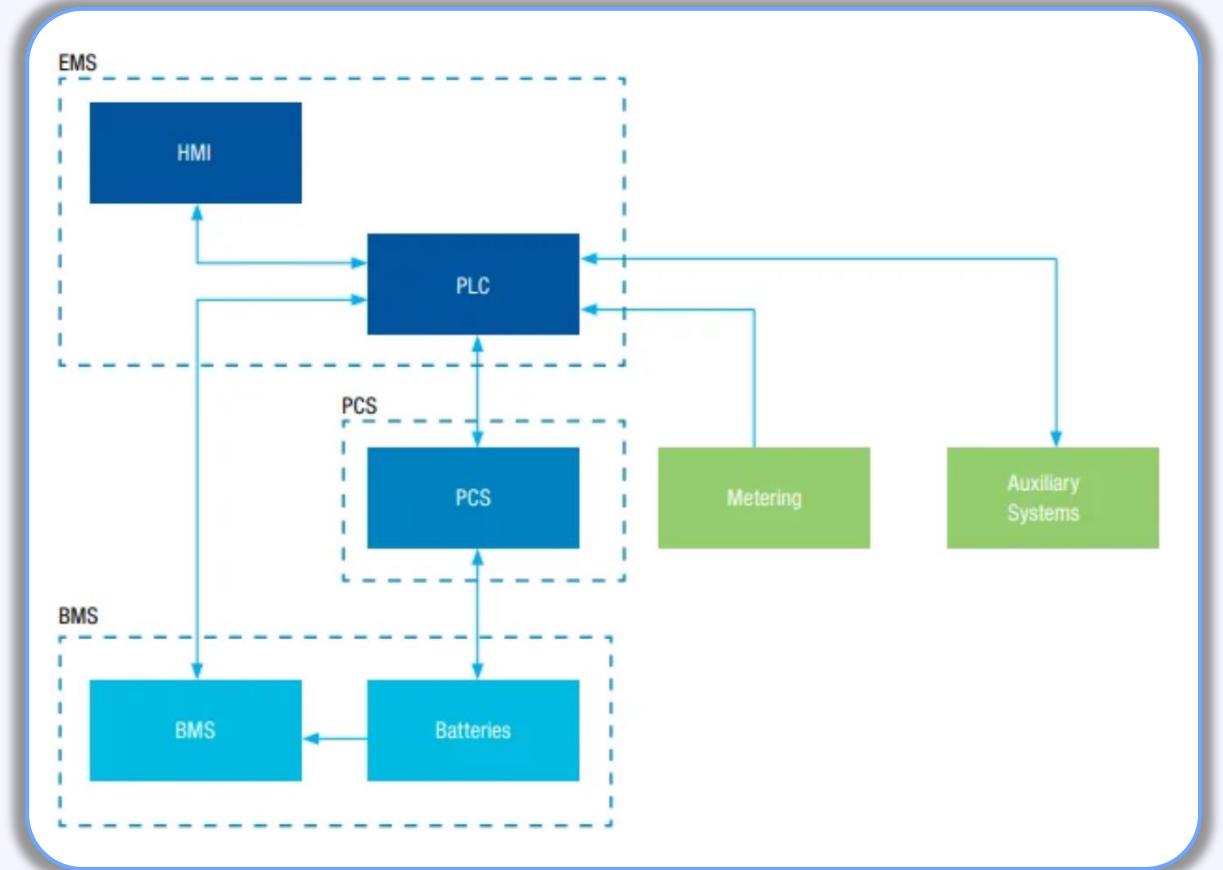 EMS
HMI
PLC
PCS
PCS
Metering
Auxiliary
Systems
BMS
BMS
Batteries